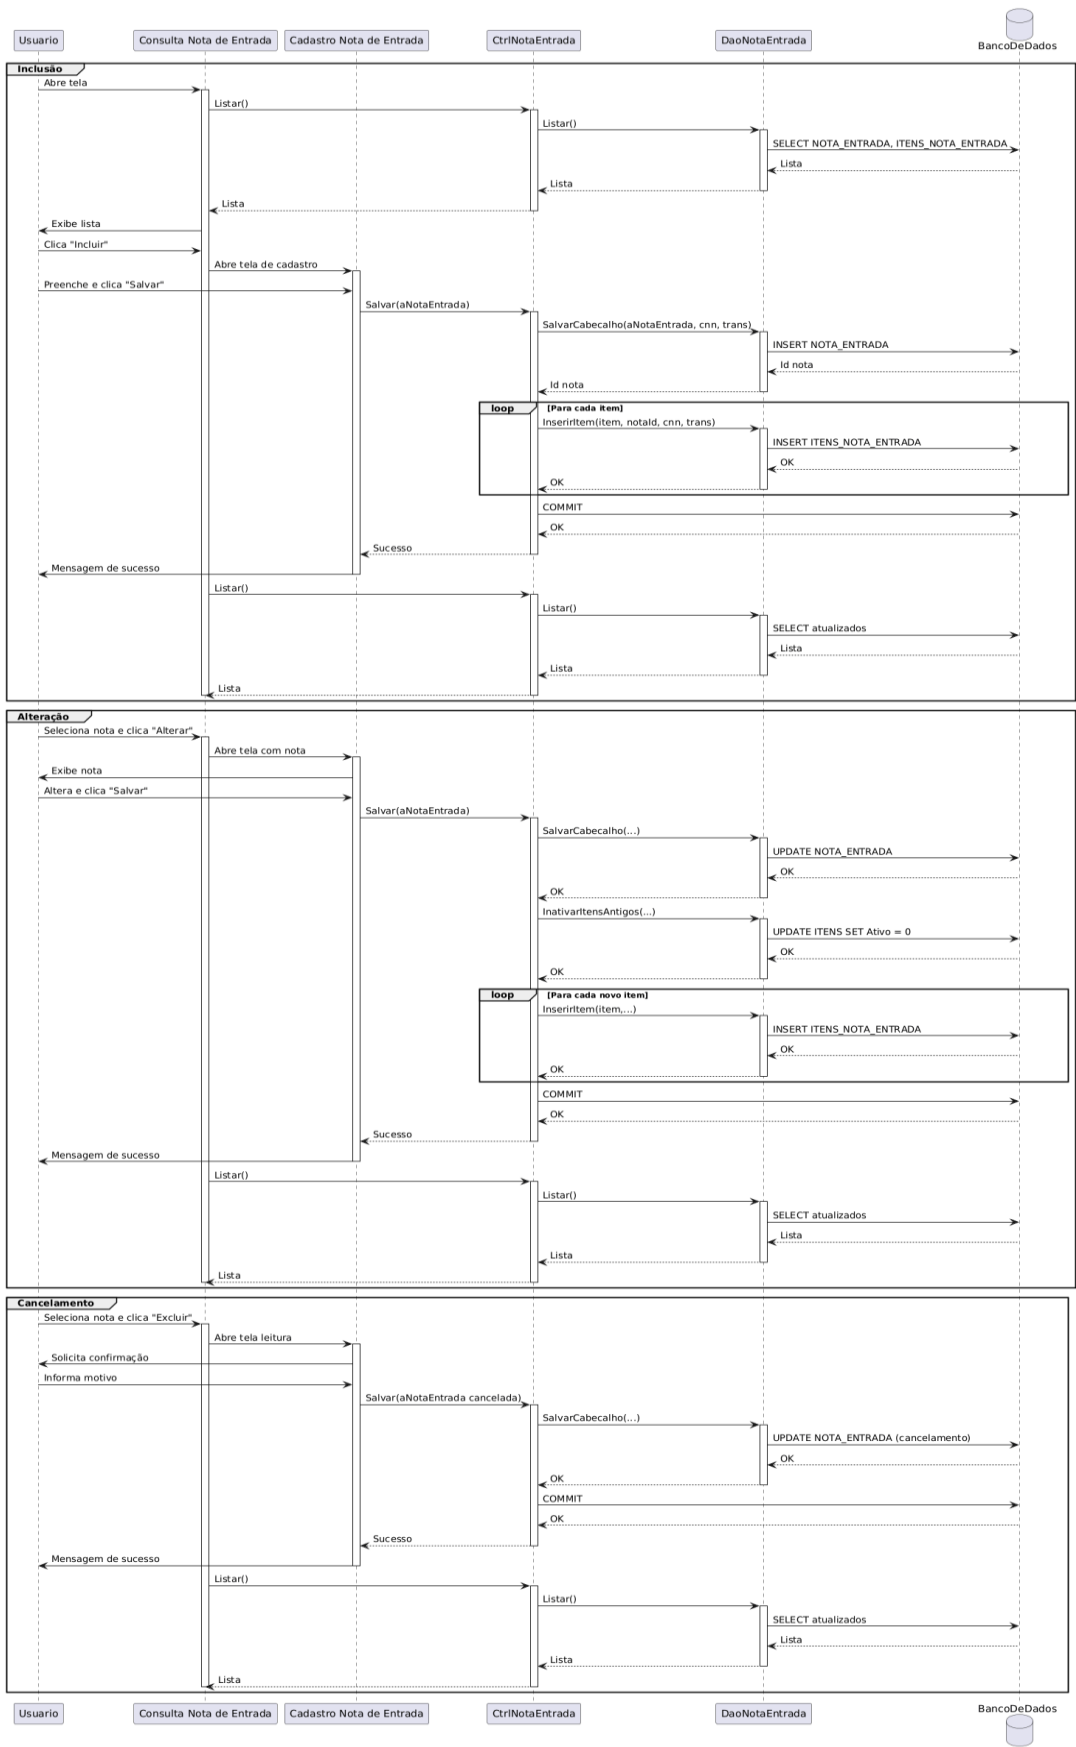 Usuario
Consulta Nota de Entrada
Cadastro Nota de Entrada
CtrlNotaEntrada
DaoNotaEntrada
BancoDeDados
Inclusão
Abre tela
Listar()
Listar()
SELECT NOTA_ENTRADA, ITENS_NOTA_ENTRADA
Lista
Lista
Lista
Exibe lista
Clica "Incluir"
Abre tela de cadastro
Preenche e clica "Salvar"
Salvar(aNotaEntrada)
SalvarCabecalho(aNotaEntrada, cnn, trans)
INSERT NOTA_ENTRADA
Id nota
Id nota
loop [Para cada item]
InserirItem(item, notaId, cnn, trans)
INSERT ITENS_NOTA_ENTRADA
OK
OK
COMMIT
OK
Sucesso
Mensagem de sucesso
Listar()
Listar()
SELECT atualizados
Lista
Lista
Lista
Alteração
Seleciona nota e clica "Alterar"
Abre tela com nota
Exibe nota
Altera e clica "Salvar"
Salvar(aNotaEntrada)
SalvarCabecalho(...)
UPDATE NOTA_ENTRADA
OK
OK
InativarItensAntigos(...)
UPDATE ITENS SET Ativo = 0
OK
OK
loop [Para cada novo item]
InserirItem(item,...)
INSERT ITENS_NOTA_ENTRADA
OK
OK
COMMIT
OK
Sucesso
Mensagem de sucesso
Listar()
Listar()
SELECT atualizados
Lista
Lista
Lista
Cancelamento
Seleciona nota e clica "Excluir"
Abre tela leitura
Solicita confirmação
Informa motivo
Salvar(aNotaEntrada cancelada)
SalvarCabecalho(...)
UPDATE NOTA_ENTRADA (cancelamento)
OK
OK
COMMIT
OK
Sucesso
Mensagem de sucesso
Listar()
Listar()
SELECT atualizados
Lista
Lista
Lista
Usuario
Consulta Nota de Entrada
Cadastro Nota de Entrada
CtrlNotaEntrada
DaoNotaEntrada
BancoDeDados